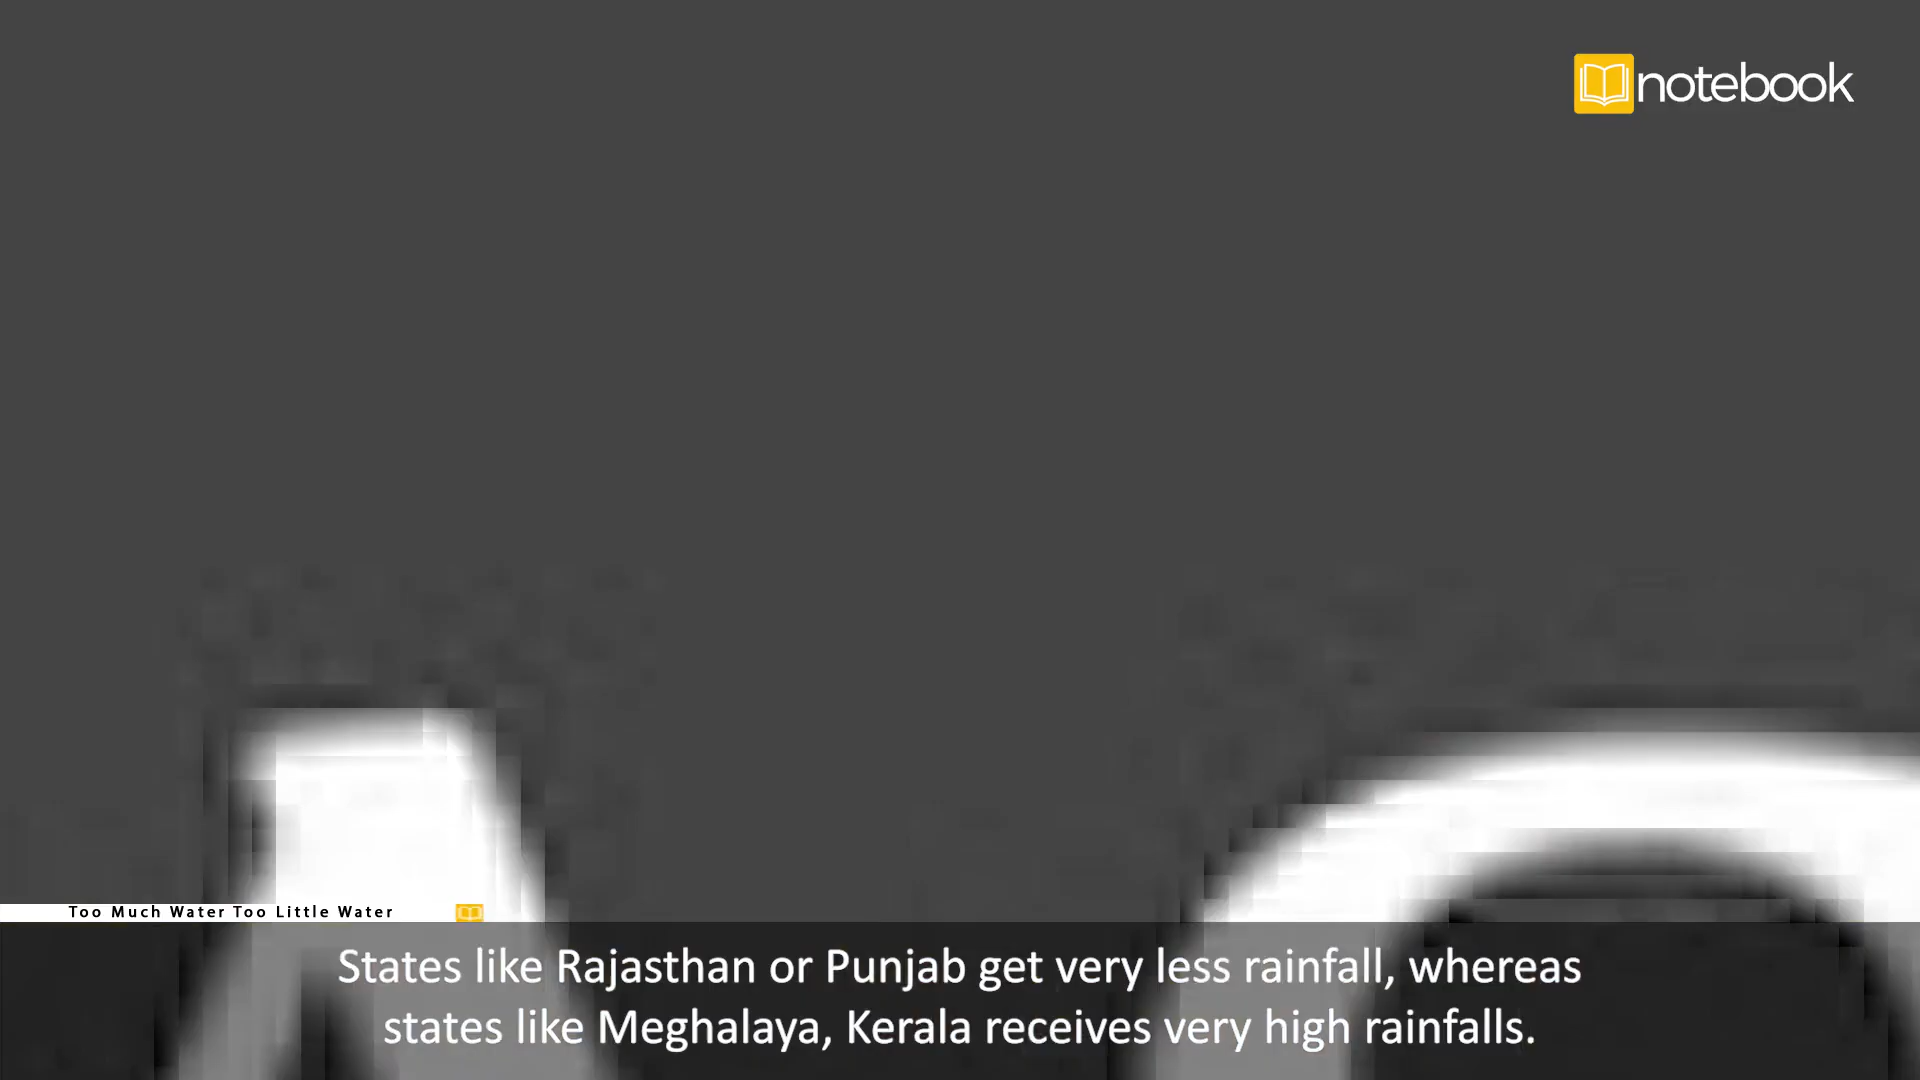 notebook
Too Much Water Too Little Water
States like Rajasthan or Punjab get very less rainfall, whereas
states like Meghalaya, Kerala receives very high rainfalls.